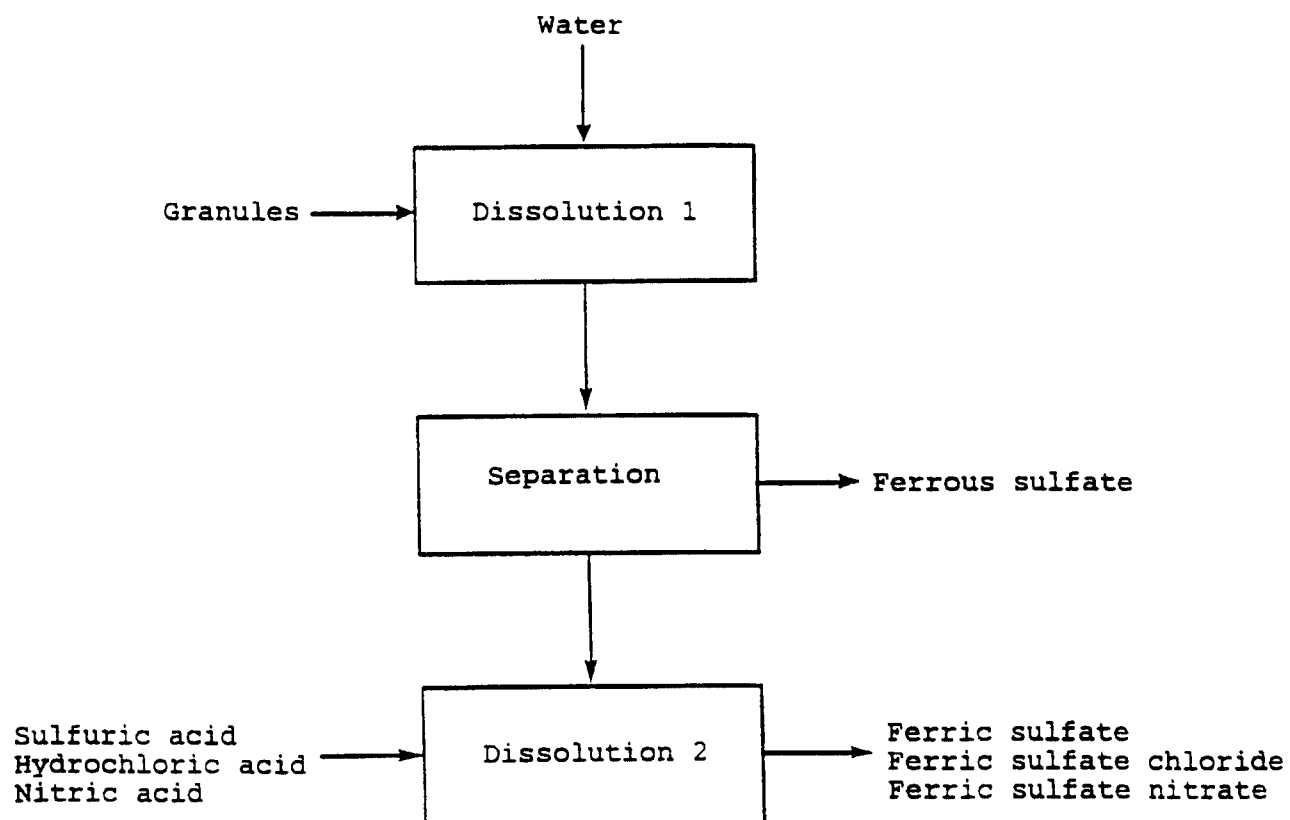 Water
Granules
Dissolution 1
Separation
Ferrous sulfate
Sulfuric acid
Hydrochloric acid
Nitric acid
Dissolution 2
Ferric sulfate
Ferric sulfate chloride
Ferric sulfate nitrate